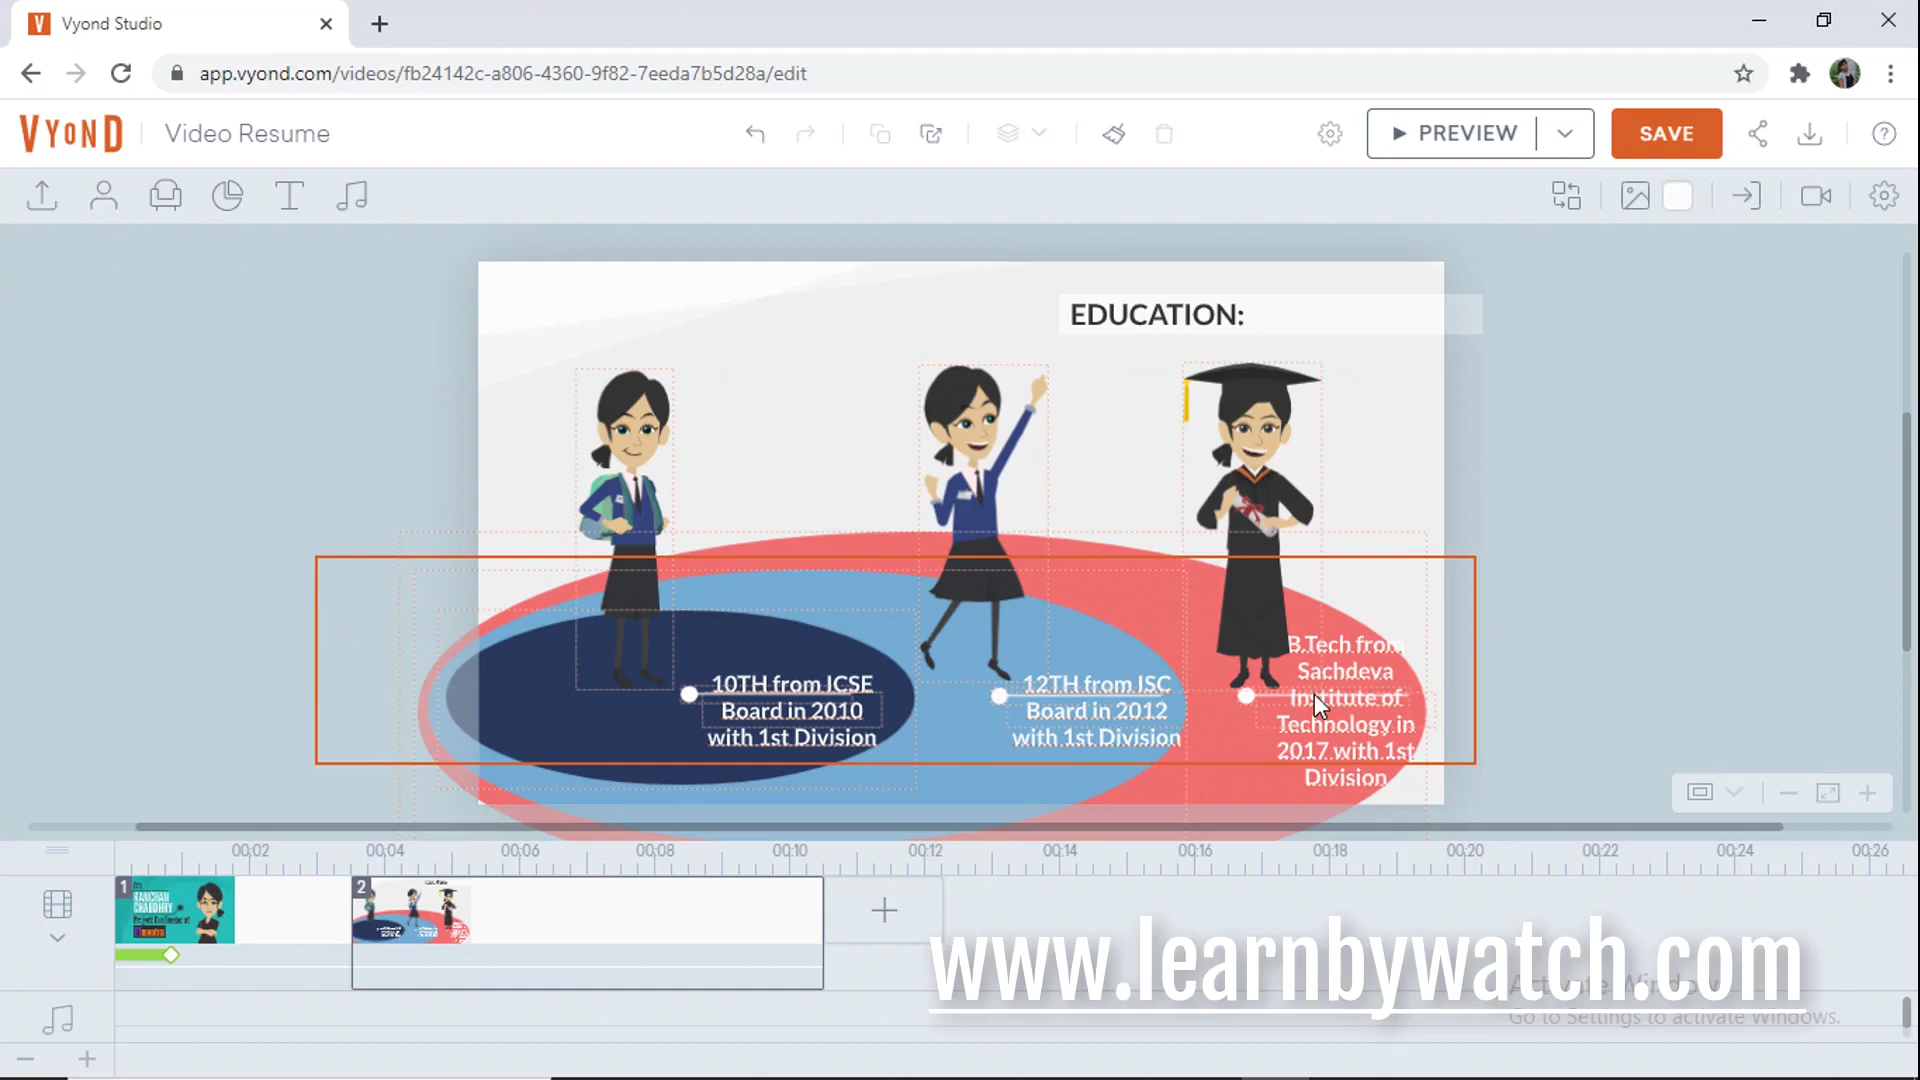 Vyond Studio
app.vyond.com/videos/fb24142c-a806-4360-9f82-7eeda7b5d28a/edit
VYOND
Video Resume
PREVIEW
SAVE
EDUCATION:
10TH from ICSE
Board in 2010
with 1st Division
12TH from ISC
Board in 2012
with 1st Division
B.Tech from
Sachdeva
Institute of
Technology in
2017 with 1st
Division
00:02 00:04 00:06 00:08 00:10 00:12 00:14 00:16 00:18 00:20 00:22 00:24 00:26
1
KANCHAN
CHAUDHRY
2
www.learnbywatch.com
Activate Windows
Go to Settings to activate Windows.